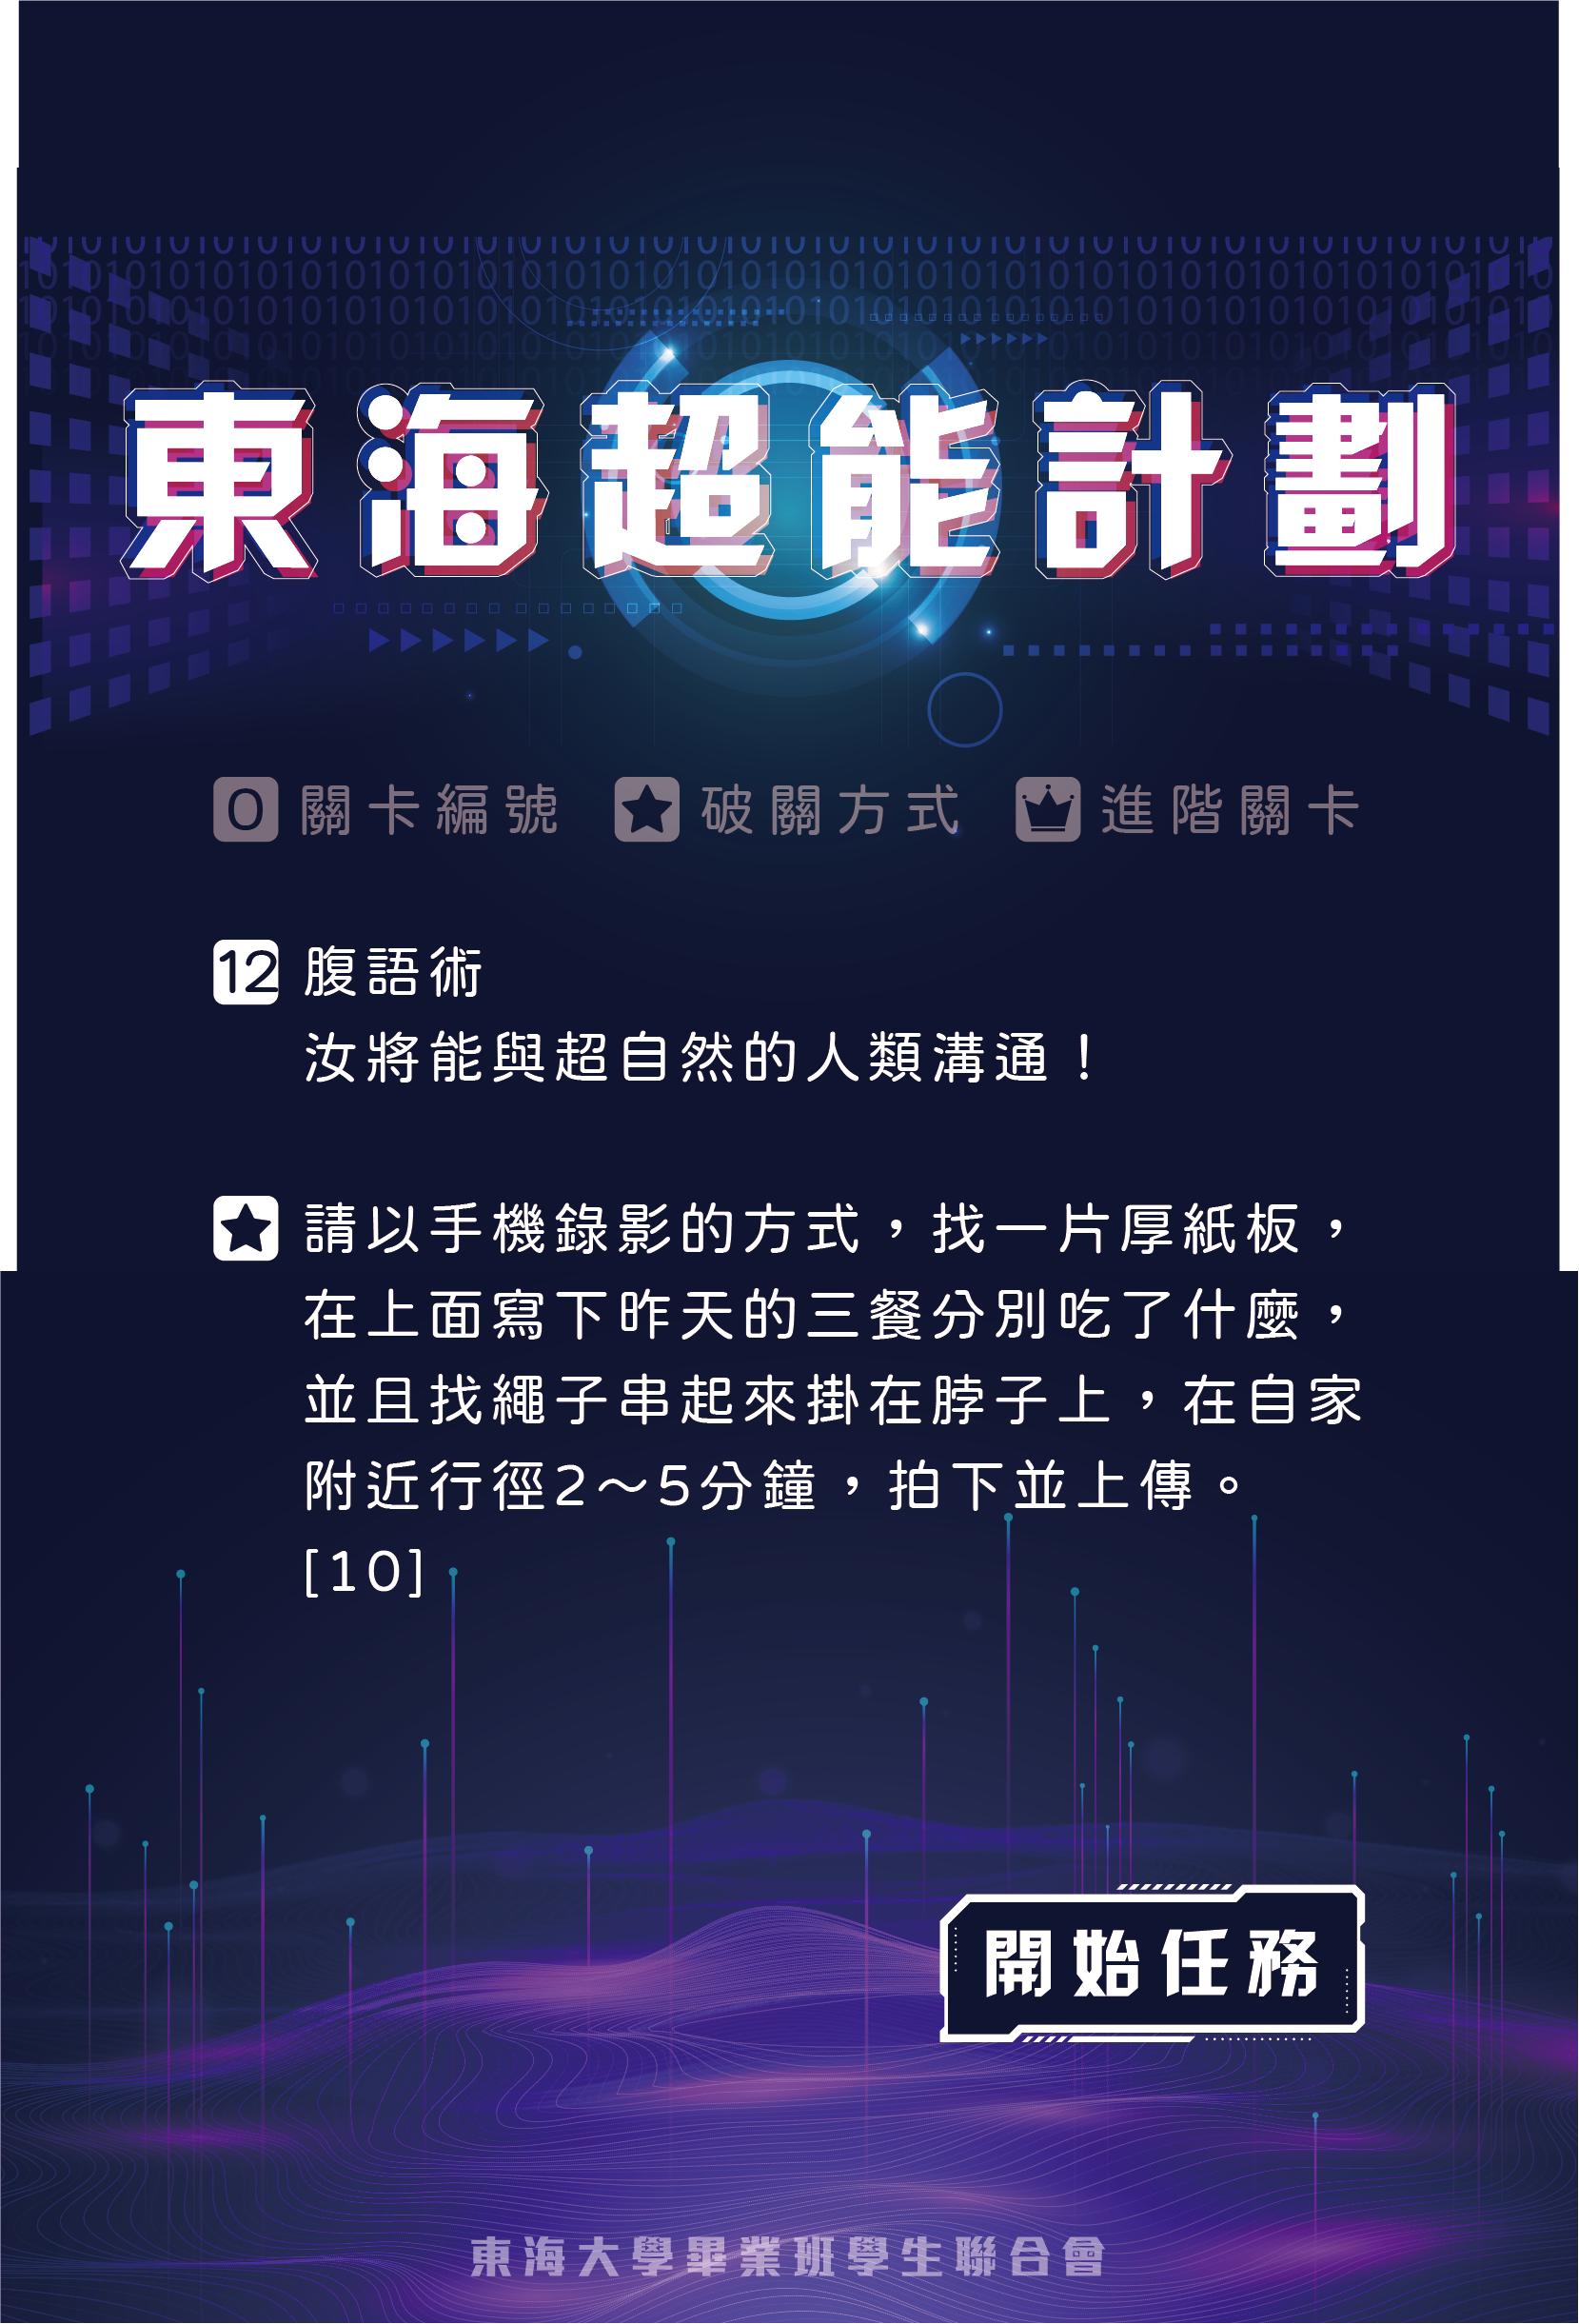 東海超能計劃
0 關卡編號 破關方式 進階關卡
12 腹語術
汝將能與超自然的人類溝通！
請以手機錄影的方式，找一片厚紙板，
在上面寫下昨天的三餐分別吃了什麼，
並且找繩子串起來掛在脖子上，在自家
附近行徑2～5分鐘，拍下並上傳。
[10]
開始任務
東海大學畢業班學生聯合會